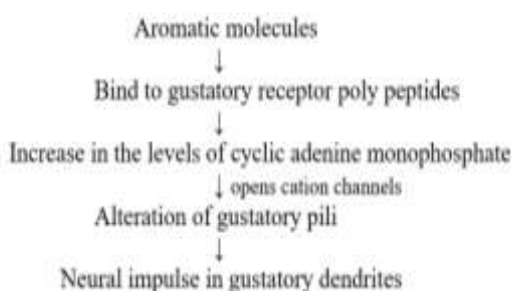 Aromatic molecules
↓
Bind to gustatory receptor poly peptides
↓
Increase in the levels of cyclic adenine monophosphate
↓ opens cation channels
Alteration of gustatory pili
↓
Neural impulse in gustatory dendrites